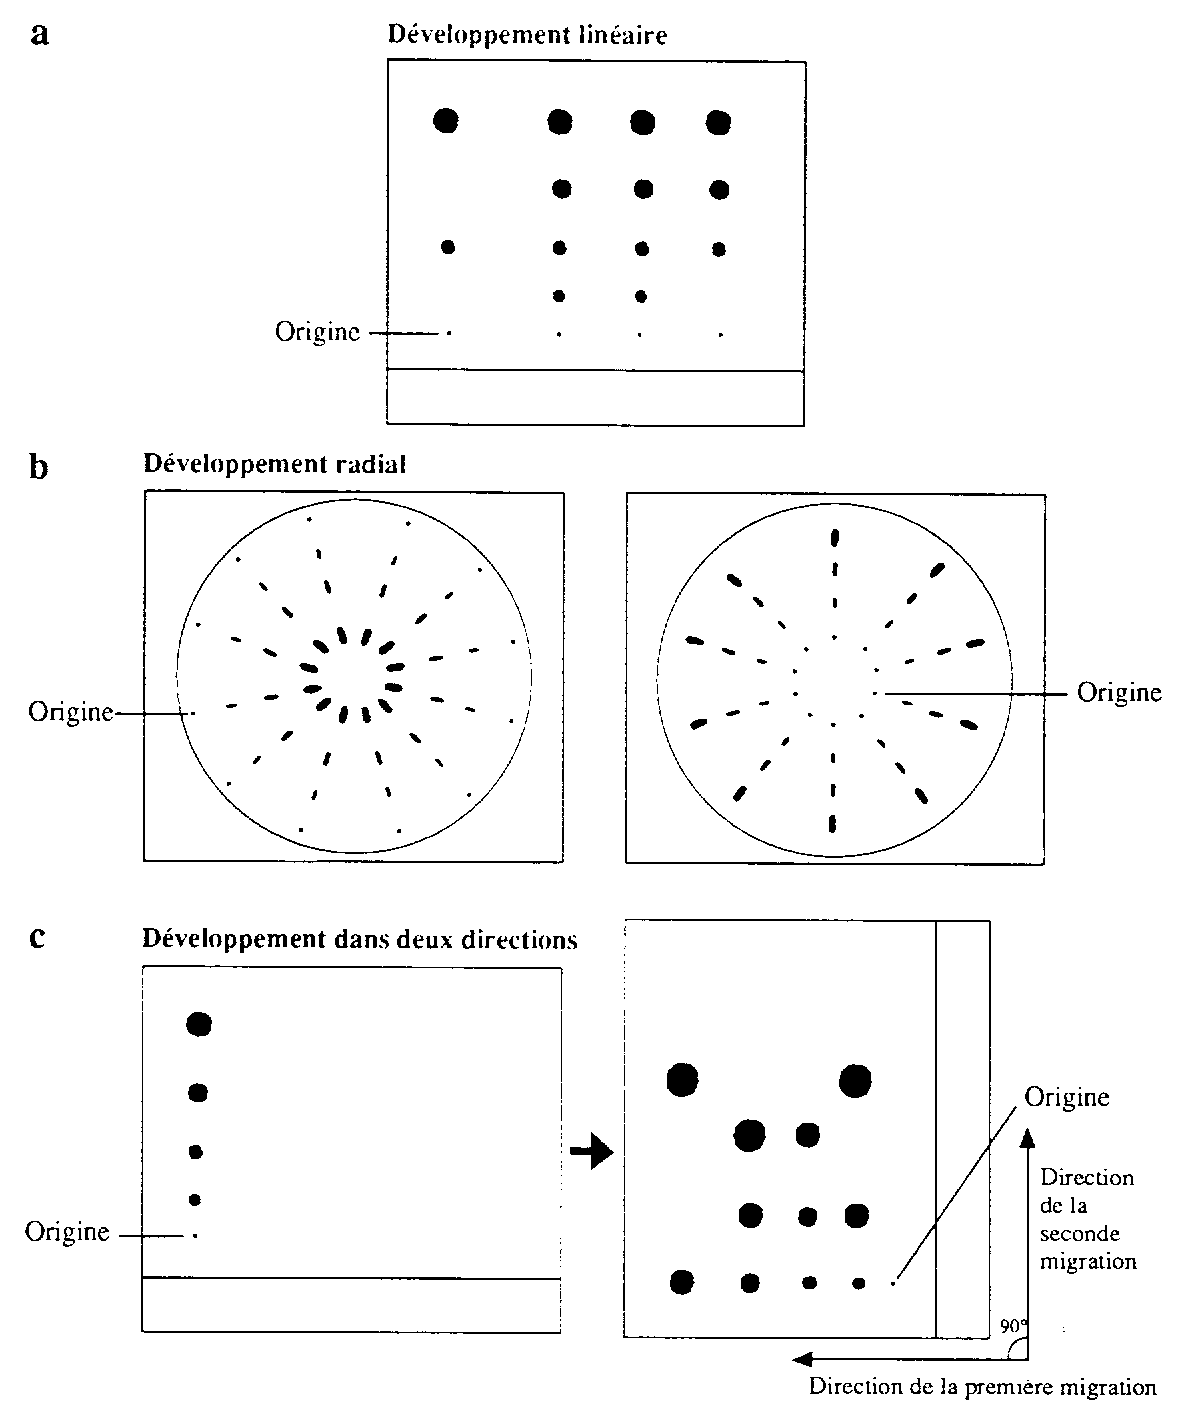 a
Développement linéaire
Origine
b
Développement radial
Origine
Origine
c
Développement dans deux directions
Origine
Origine
Direction
de la
seconde
migration
90°
Direction de la première migration